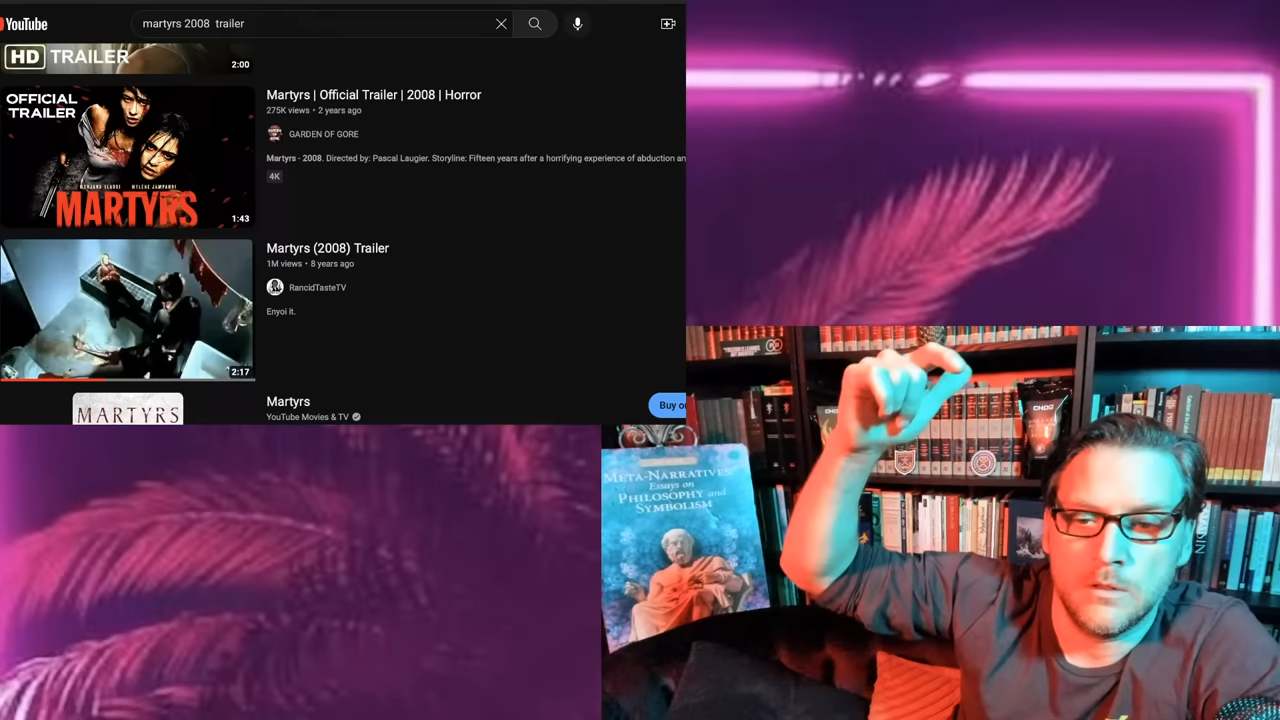 YouTube
martyrs 2008 trailer
HD TRAILER
2:00
OFFICIAL
TRAILER
MARTYRS
1:43
Martyrs | Official Trailer | 2008 | Horror
275K views • 2 years ago
GARDEN OF GORE
Martyrs - 2008. Directed by: Pascal Laugier. Storyline: Fifteen years after a horrifying experience of abduction an
4K
2:17
Martyrs (2008) Trailer
1M views • 8 years ago
RancidTasteTV
Enyoi it.
MARTYRS
Martyrs
YouTube Movies & TV
Buy o
META-NARRATIVES:
Essays on
PHILOSOPHY and
SYMBOLISM
CHOQ